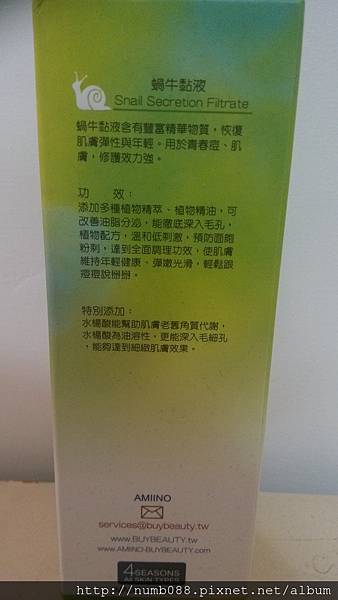 蝸牛黏液
Snail Secretion Filtrate
蝸牛黏液含有豐富精華物質，恢復
肌膚彈性與年輕。用於青春痘、肌
膚，修護效力強。
功 效：
添加多種植物精萃、植物精油，可
改善油脂分泌，能徹底深入毛孔，
植物配方，溫和低刺激，預防面皰
粉刺，達到全面調理功效，使肌膚
維持年輕健康、彈嫩光滑，輕鬆跟
痘痘說掰掰。
特別添加：
水楊酸能幫助肌膚老舊角質代謝，
水楊酸為油溶性，更能深入毛細孔
，能夠達到細緻肌膚效果。
AMIINO
services@buybeauty.tw
www.BUYBEAUTY.tw
www.AMIINO-BUYBEAUTY.com
4SEASONS
All SKIN TYPES
http://numb088.pixnet.net/album